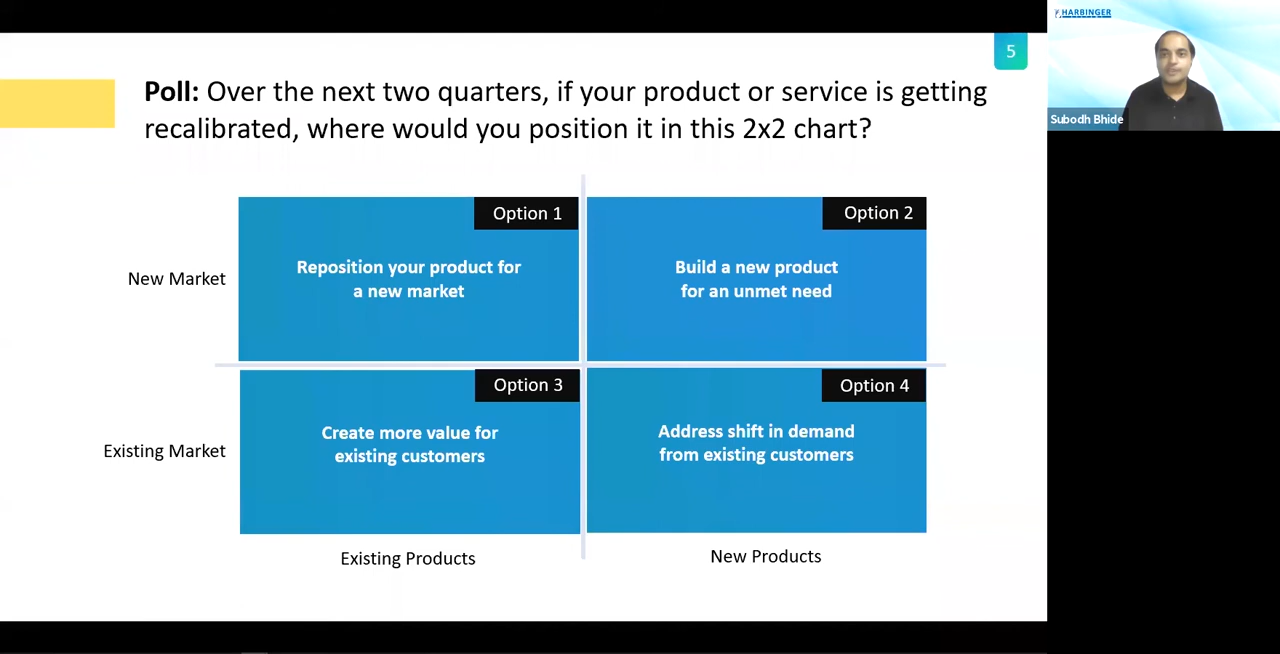 HARBINGER
5
Poll: Over the next two quarters, if your product or service is getting
recalibrated, where would you position it in this 2x2 chart?
Subodh Bhide
Option 1
Option 2
New Market
Reposition your product for
a new market
Build a new product
for an unmet need
Option 3
Option 4
Existing Market
Create more value for
existing customers
Address shift in demand
from existing customers
Existing Products
New Products